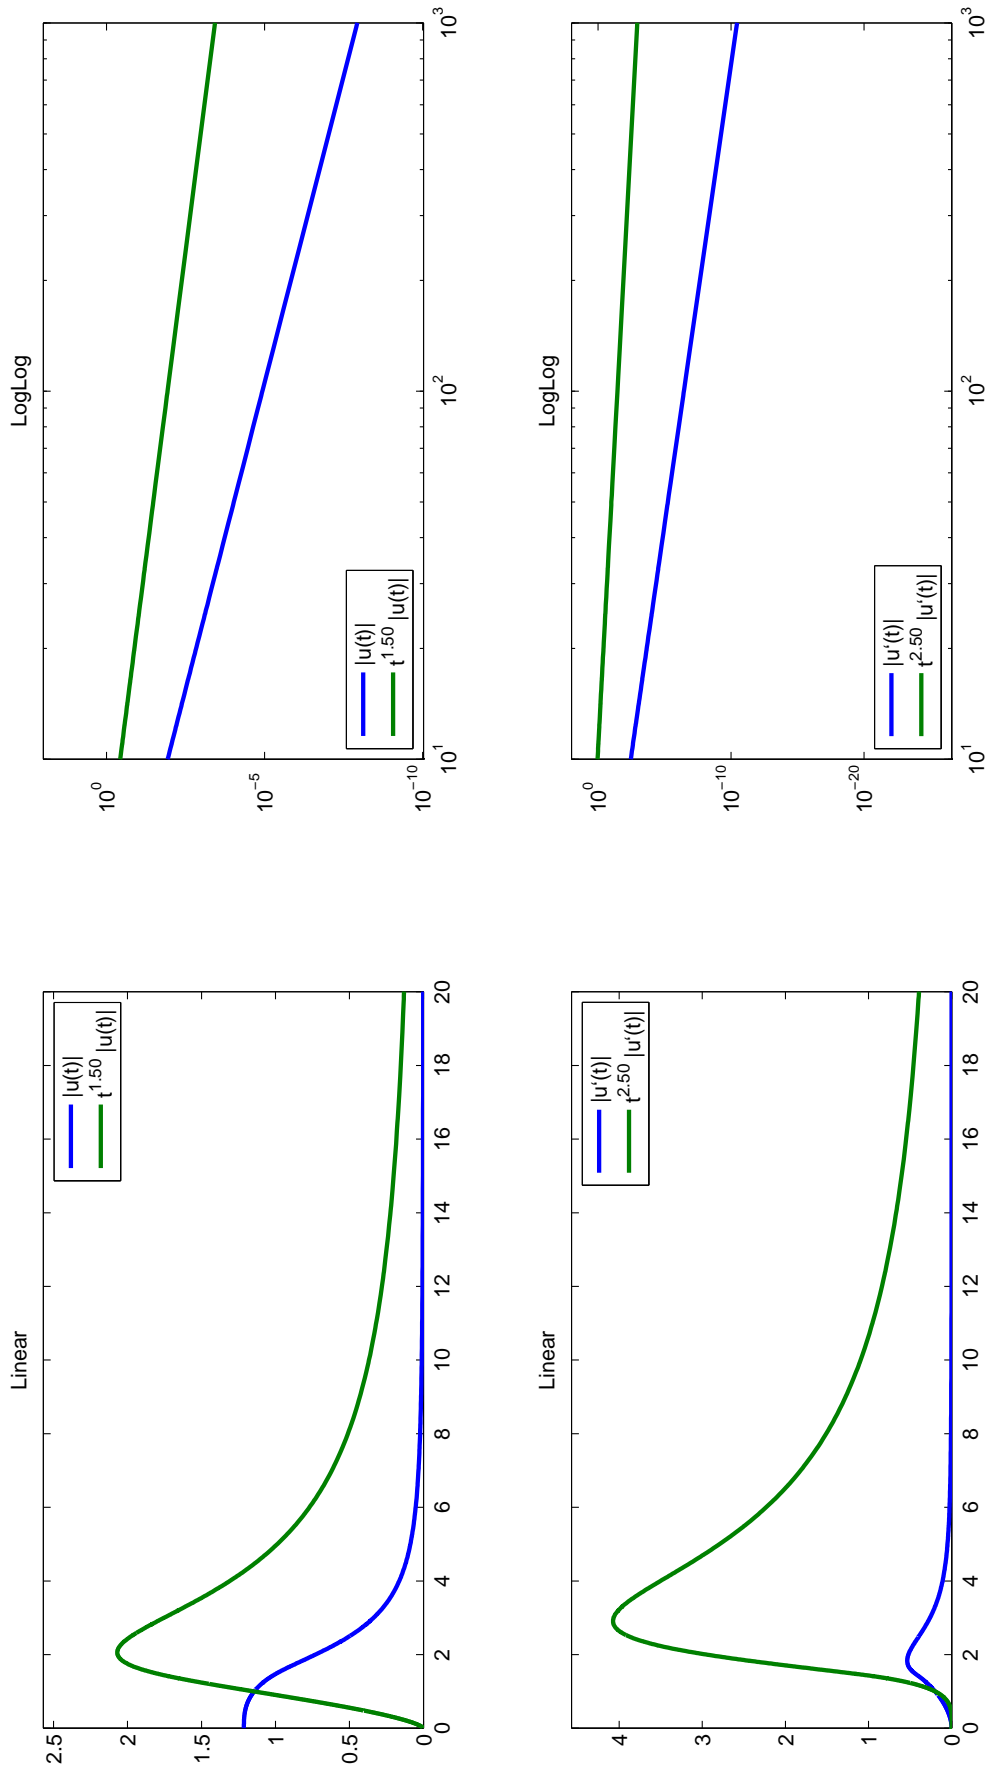 Linear
2.5
2
1.5
1
0.5
0
0 2 4 6 8 10 12 14 16 18 20
|u(t)|
t^1.50 |u(t)|
LogLog
10^0
10^−5
10^−10
10^1 10^2 10^3
|u(t)|
t^1.50 |u(t)|
Linear
4
3
2
1
0
0 2 4 6 8 10 12 14 16 18 20
|u‘(t)|
t^2.50 |u‘(t)|
LogLog
10^0
10^−10
10^−20
10^1 10^2 10^3
|u‘(t)|
t^2.50 |u‘(t)|